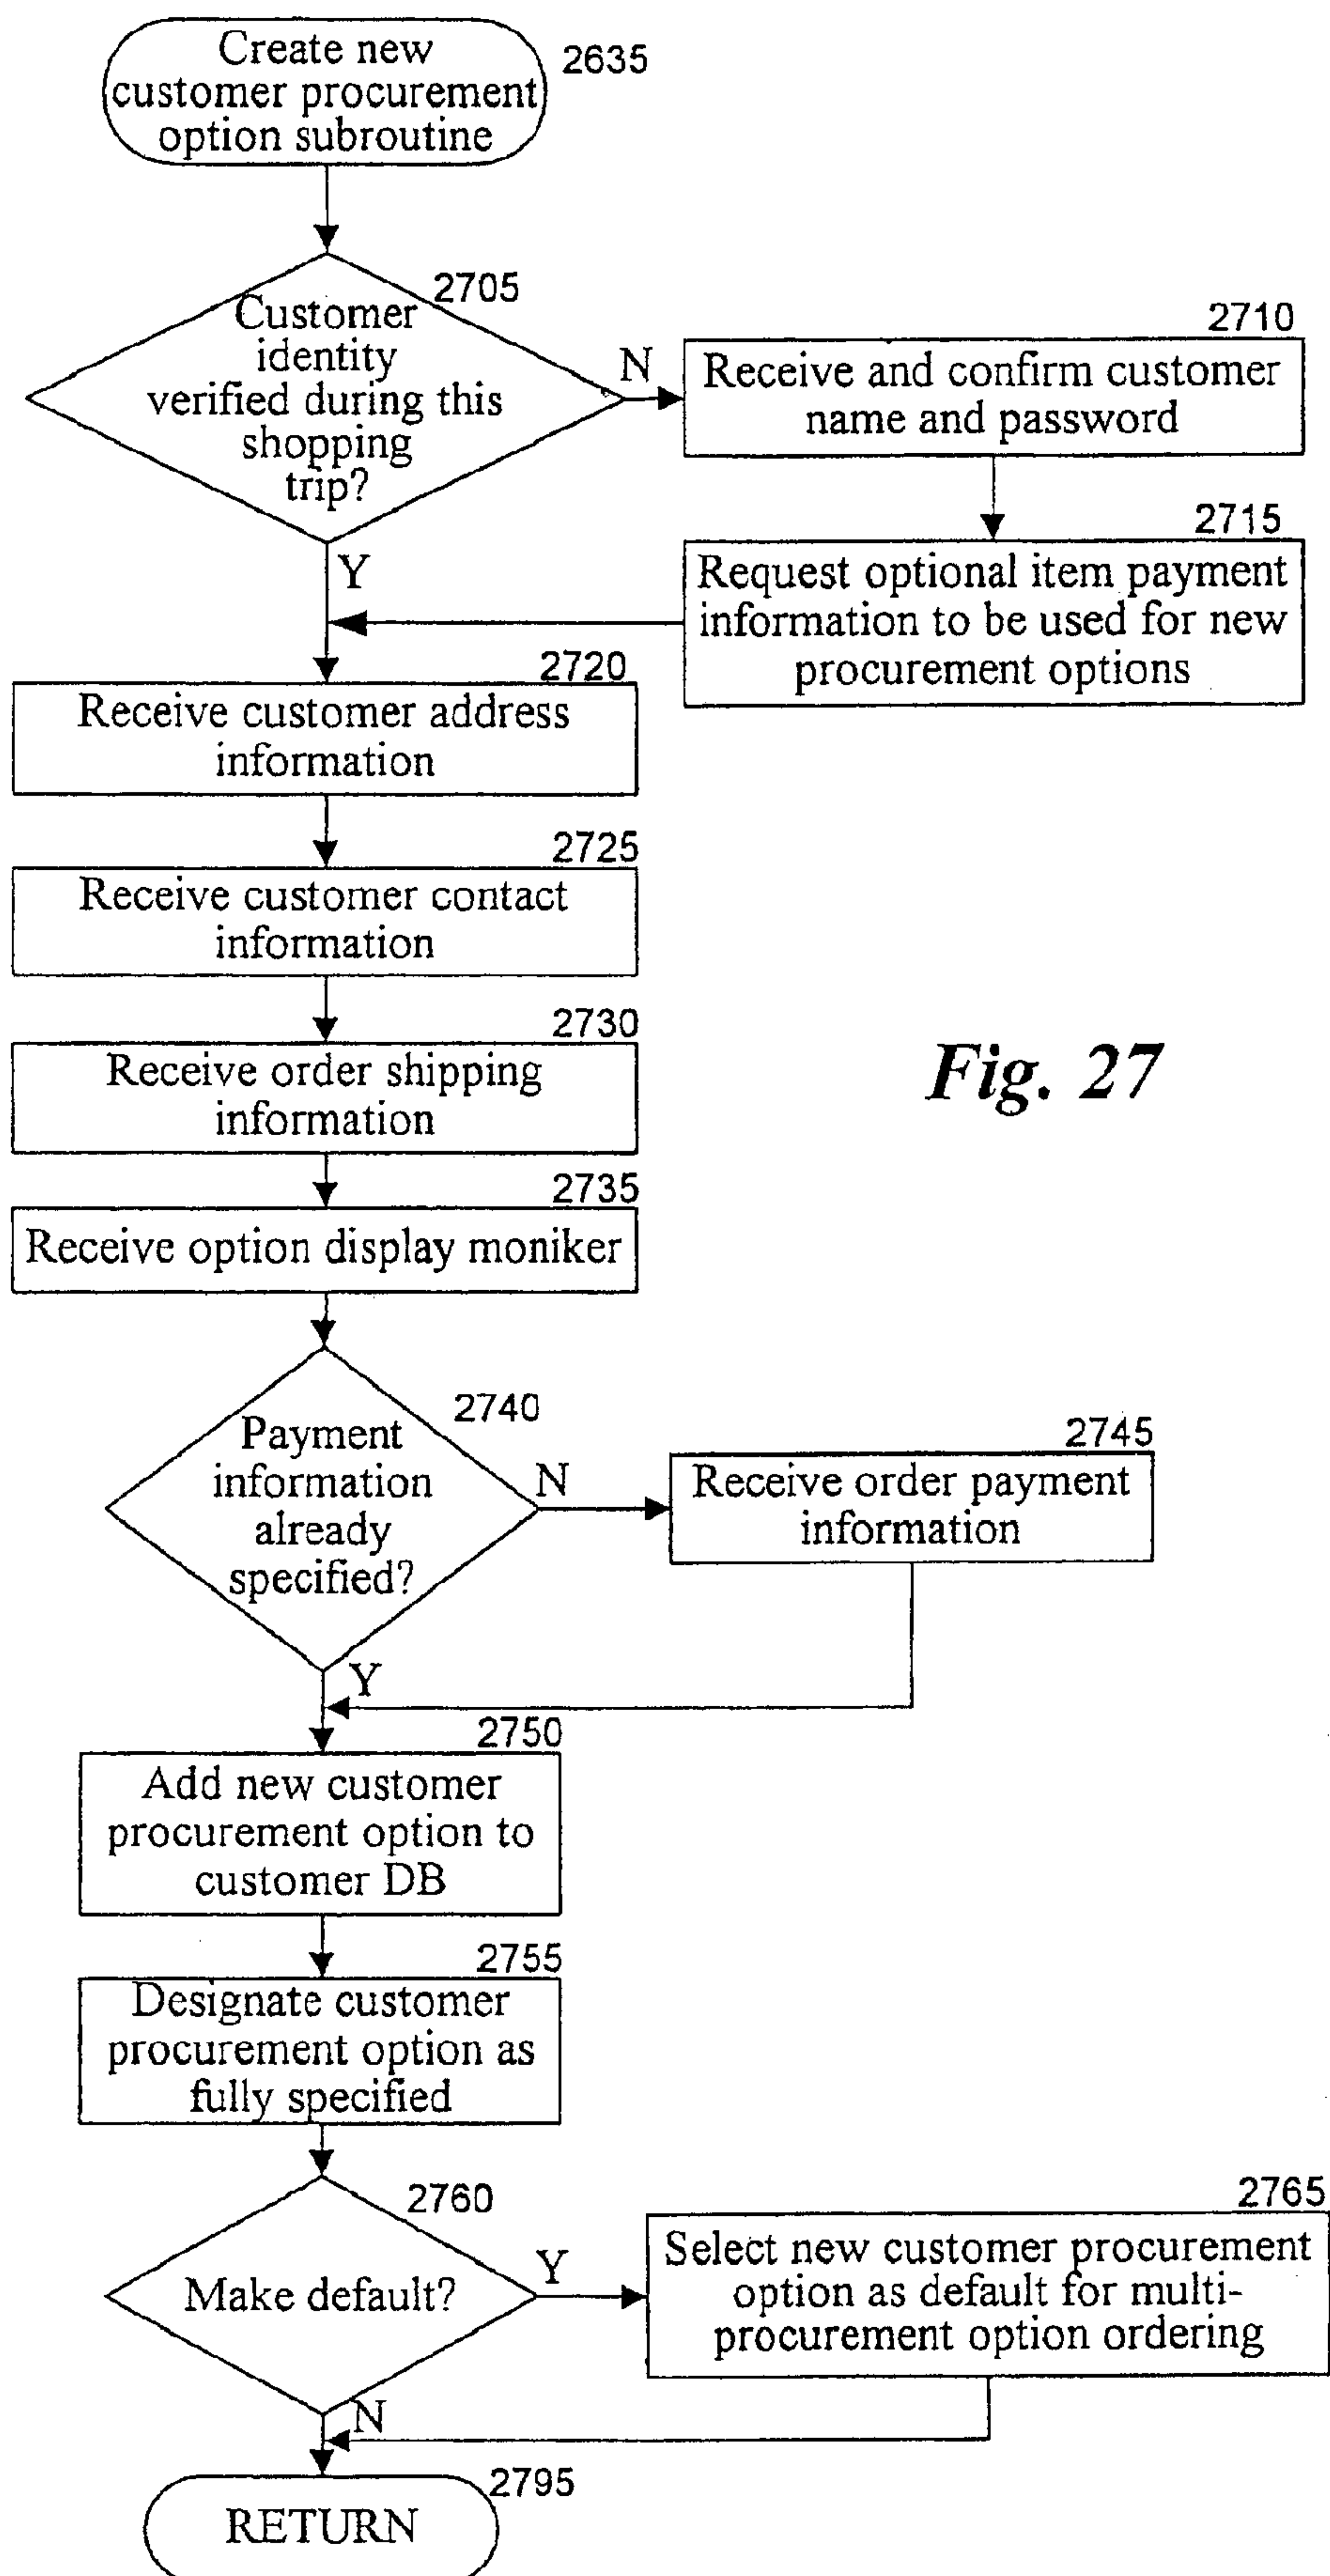 Create new
customer procurement
option subroutine
2635
2705
Customer
identity
verified during this
shopping
trip?
N
2710
Receive and confirm customer
name and password
Y
2715
Request optional item payment
information to be used for new
procurement options
2720
Receive customer address
information
2725
Receive customer contact
information
2730
Receive order shipping
information
Fig. 27
2735
Receive option display moniker
2740
Payment
information
already
specified?
N
2745
Receive order payment
information
Y
2750
Add new customer
procurement option to
customer DB
2755
Designate customer
procurement option as
fully specified
2760
Make default?
Y
2765
Select new customer procurement
option as default for multi-
procurement option ordering
N
2795
RETURN